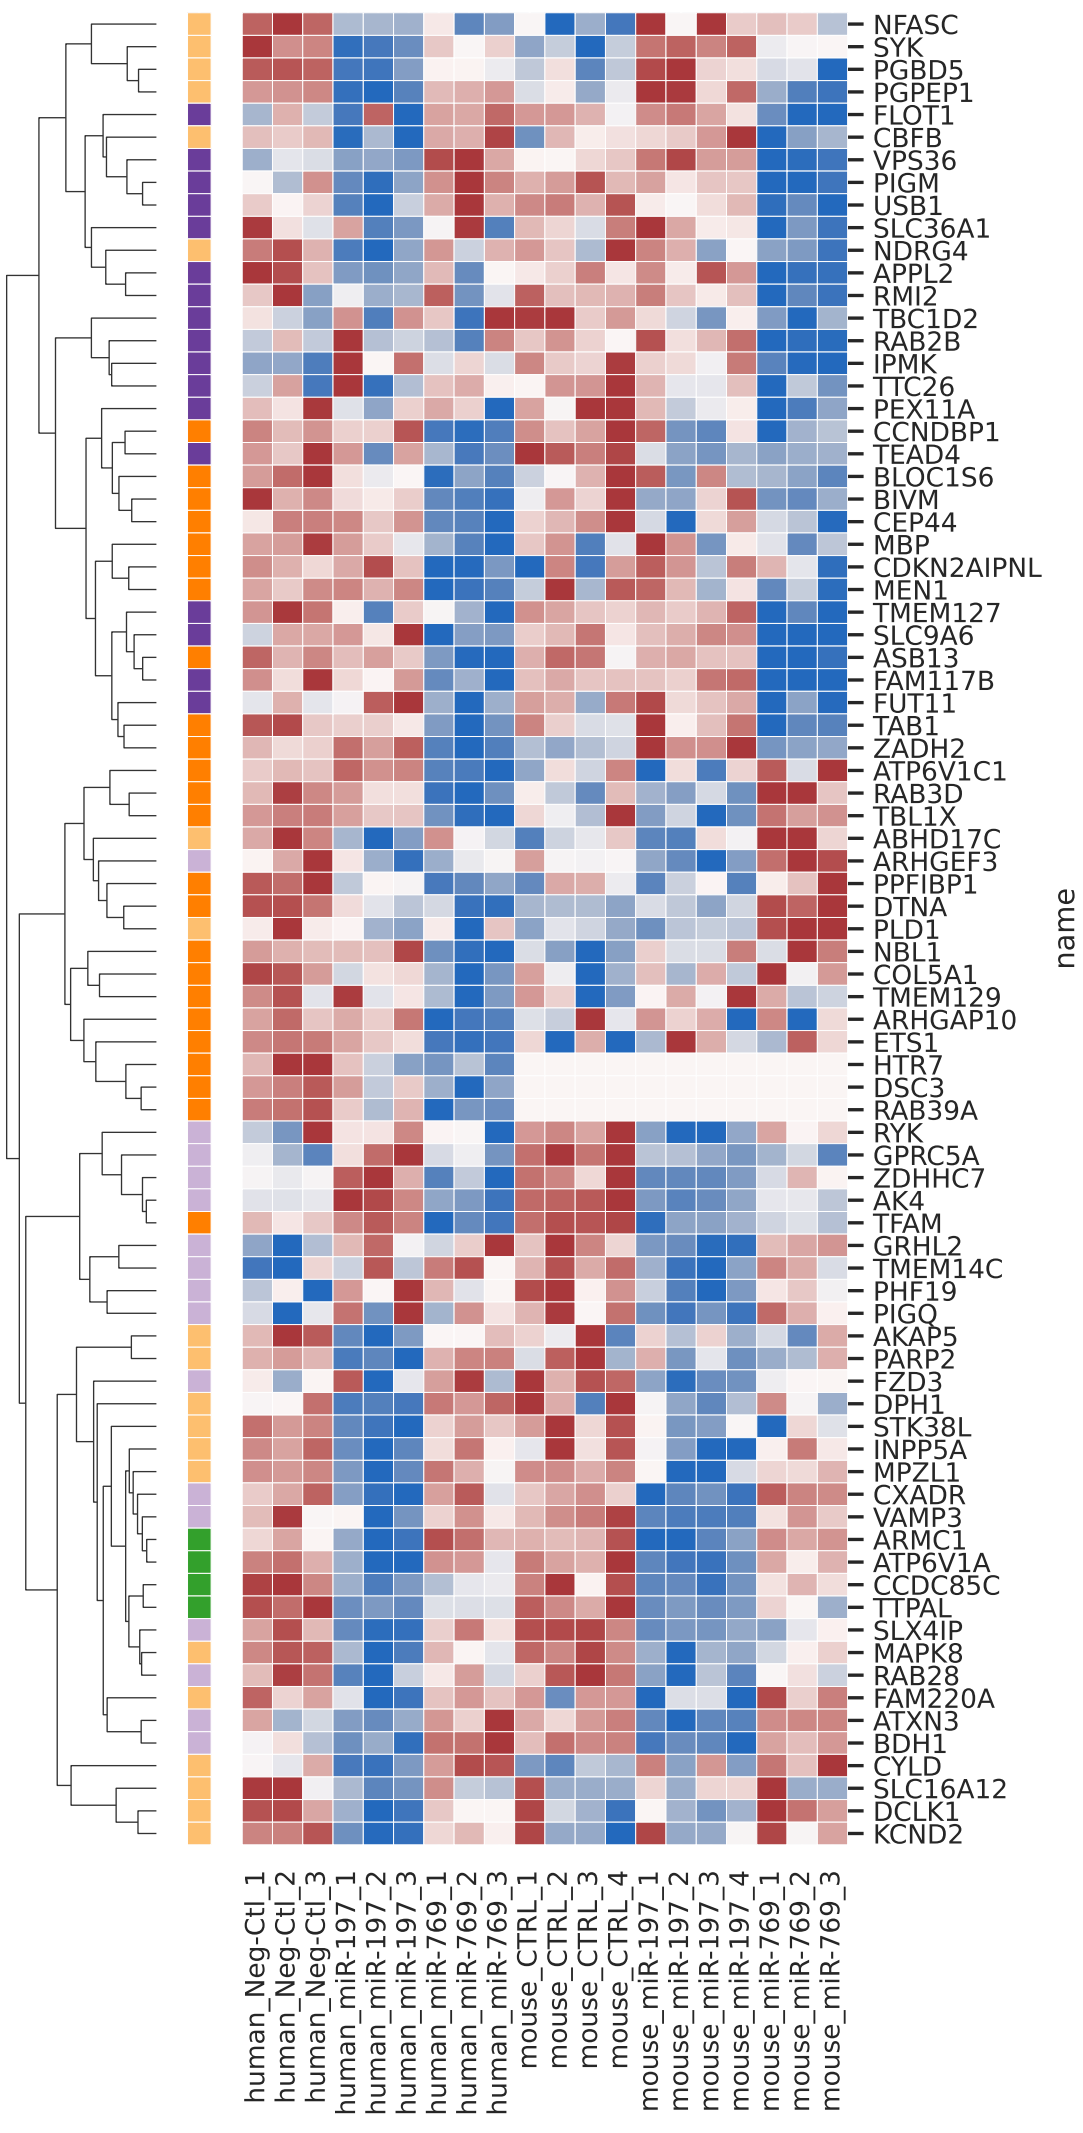 NFASC
SYK
PGBD5
PGPEP1
FLOT1
CBFB
VPS36
PIGM
USB1
SLC36A1
NDRG4
APPL2
RMI2
TBC1D2
RAB2B
IPMK
TTC26
PEX11A
CCNDBP1
TEAD4
BLOC1S6
BIVM
CEP44
MBP
CDKN2AIPNL
MEN1
TMEM127
SLC9A6
ASB13
FAM117B
FUT11
TAB1
ZADH2
ATP6V1C1
RAB3D
TBL1X
ABHD17C
ARHGEF3
PPFIBP1
DTNA
PLD1
NBL1
COL5A1
TMEM129
ARHGAP10
ETS1
HTR7
DSC3
RAB39A
RYK
GPRC5A
ZDHHC7
AK4
TFAM
GRHL2
TMEM14C
PHF19
PIGQ
AKAP5
PARP2
FZD3
DPH1
STK38L
INPP5A
MPZL1
CXADR
VAMP3
ARMC1
ATP6V1A
CCDC85C
TTPAL
SLX4IP
MAPK8
RAB28
FAM220A
ATXN3
BDH1
CYLD
SLC16A12
DCLK1
KCND2
name
human_Neg-Ctl_1
human_Neg-Ctl_2
human_Neg-Ctl_3
human_miR-197_1
human_miR-197_2
human_miR-197_3
human_miR-769_1
human_miR-769_2
human_miR-769_3
mouse_CTRL_1
mouse_CTRL_2
mouse_CTRL_3
mouse_CTRL_4
mouse_miR-197_1
mouse_miR-197_2
mouse_miR-197_3
mouse_miR-197_4
mouse_miR-769_1
mouse_miR-769_2
mouse_miR-769_3